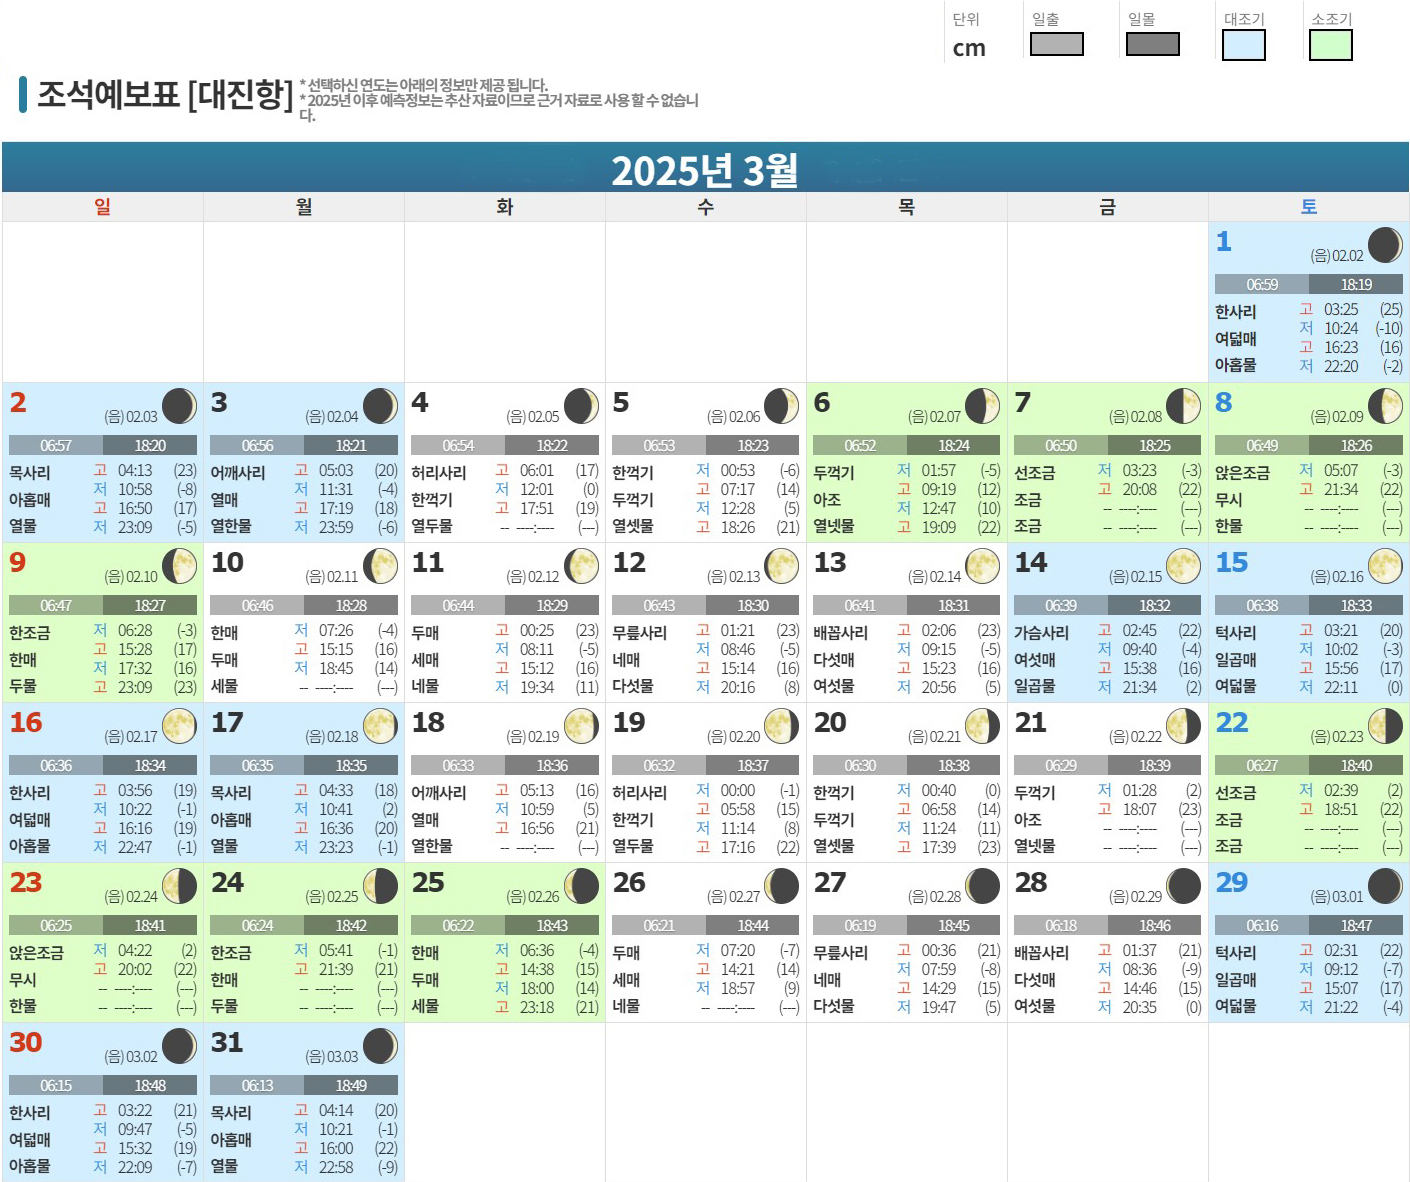 단위 일출 일몰 대조기 소조기
cm
조석예보표 [대진항]
* 선택하신 연도는 아래의 정보만 제공 됩니다.
* 2025년 이후 예측정보는 추산 자료이므로 근거 자료로 사용 할 수 없습니
다.
2025년 3월
일 월 화 수 목 금 토
1 (음) 02.02
06:59 18:19
한사리 여덟매 아홉물
고 03:25 (25)
저 10:24 (-10)
고 16:23 (16)
저 22:20 (-2)
2 (음) 02.03
06:57 18:20
목사리 아홉매 열물
고 04:13 (23)
저 10:58 (-8)
고 16:50 (17)
저 23:09 (-5)
3 (음) 02.04
06:56 18:21
어깨사리 열매 열한물
고 05:03 (20)
저 11:31 (-4)
고 17:19 (18)
저 23:59 (-6)
4 (음) 02.05
06:54 18:22
허리사리 한꺽기 열두물
고 06:01 (17)
저 12:01 (0)
고 17:51 (19)
-- ----:---- (---)
5 (음) 02.06
06:53 18:23
한꺽기 두꺽기 열셋물
저 00:53 (-6)
고 07:17 (14)
저 12:28 (5)
고 18:26 (21)
6 (음) 02.07
06:52 18:24
두꺽기 아조 열넷물
저 01:57 (-5)
고 09:19 (12)
저 12:47 (10)
고 19:09 (22)
7 (음) 02.08
06:50 18:25
선조금 조금 조금
저 03:23 (-3)
고 20:08 (22)
-- ----:---- (---)
-- ----:---- (---)
8 (음) 02.09
06:49 18:26
앉은조금 무시 한물
저 05:07 (-3)
고 21:34 (22)
-- ----:---- (---)
-- ----:---- (---)
9 (음) 02.10
06:47 18:27
한조금 한매 두물
저 06:28 (-3)
고 15:28 (17)
저 17:32 (16)
고 23:09 (23)
10 (음) 02.11
06:46 18:28
한매 두매 세물
저 07:26 (-4)
고 15:15 (16)
저 18:45 (14)
-- ----:---- (---)
11 (음) 02.12
06:44 18:29
두매 세매 네물
고 00:25 (23)
저 08:11 (-5)
고 15:12 (16)
저 19:34 (11)
12 (음) 02.13
06:43 18:30
무릎사리 네매 다섯물
고 01:21 (23)
저 08:46 (-5)
고 15:14 (16)
저 20:16 (8)
13 (음) 02.14
06:41 18:31
배꼽사리 다섯매 여섯물
고 02:06 (23)
저 09:15 (-5)
고 15:23 (16)
저 20:56 (5)
14 (음) 02.15
06:39 18:32
가슴사리 여섯매 일곱물
고 02:45 (22)
저 09:40 (-4)
고 15:38 (16)
저 21:34 (2)
15 (음) 02.16
06:38 18:33
턱사리 일곱매 여덟물
고 03:21 (20)
저 10:02 (-3)
고 15:56 (17)
저 22:11 (0)
16 (음) 02.17
06:36 18:34
한사리 여덟매 아홉물
고 03:56 (19)
저 10:22 (-1)
고 16:16 (19)
저 22:47 (-1)
17 (음) 02.18
06:35 18:35
목사리 아홉매 열물
고 04:33 (18)
저 10:41 (2)
고 16:36 (20)
저 23:23 (-1)
18 (음) 02.19
06:33 18:36
어깨사리 열매 열한물
고 05:13 (16)
저 10:59 (5)
고 16:56 (21)
-- ----:---- (---)
19 (음) 02.20
06:32 18:37
허리사리 한꺽기 열두물
저 00:00 (-1)
고 05:58 (15)
저 11:14 (8)
고 17:16 (22)
20 (음) 02.21
06:30 18:38
한꺽기 두꺽기 열셋물
저 00:40 (0)
고 06:58 (14)
저 11:24 (11)
고 17:39 (23)
21 (음) 02.22
06:29 18:39
두꺽기 아조 열넷물
저 01:28 (2)
고 18:07 (23)
-- ----:---- (---)
-- ----:---- (---)
22 (음) 02.23
06:27 18:40
선조금 조금 조금
저 02:39 (2)
고 18:51 (22)
-- ----:---- (---)
-- ----:---- (---)
23 (음) 02.24
06:25 18:41
앉은조금 무시 한물
저 04:22 (2)
고 20:02 (22)
-- ----:---- (---)
-- ----:---- (---)
24 (음) 02.25
06:24 18:42
한조금 한매 두물
저 05:41 (-1)
고 21:39 (21)
-- ----:---- (---)
-- ----:---- (---)
25 (음) 02.26
06:22 18:43
한매 두매 세물
저 06:36 (-4)
고 14:38 (15)
저 18:00 (14)
고 23:18 (21)
26 (음) 02.27
06:21 18:44
두매 세매 네물
저 07:20 (-7)
고 14:21 (14)
저 18:57 (9)
-- ----:---- (---)
27 (음) 02.28
06:19 18:45
무릎사리 네매 다섯물
고 00:36 (21)
저 07:59 (-8)
고 14:29 (15)
저 19:47 (5)
28 (음) 02.29
06:18 18:46
배꼽사리 다섯매 여섯물
고 01:37 (21)
저 08:36 (-9)
고 14:46 (15)
저 20:35 (0)
29 (음) 03.01
06:16 18:47
턱사리 일곱매 여덟물
고 02:31 (22)
저 09:12 (-7)
고 15:07 (17)
저 21:22 (-4)
30 (음) 03.02
06:15 18:48
한사리 여덟매 아홉물
고 03:22 (21)
저 09:47 (-5)
고 15:32 (19)
저 22:09 (-7)
31 (음) 03.03
06:13 18:49
목사리 아홉매 열물
고 04:14 (20)
저 10:21 (-1)
고 16:00 (22)
저 22:58 (-9)